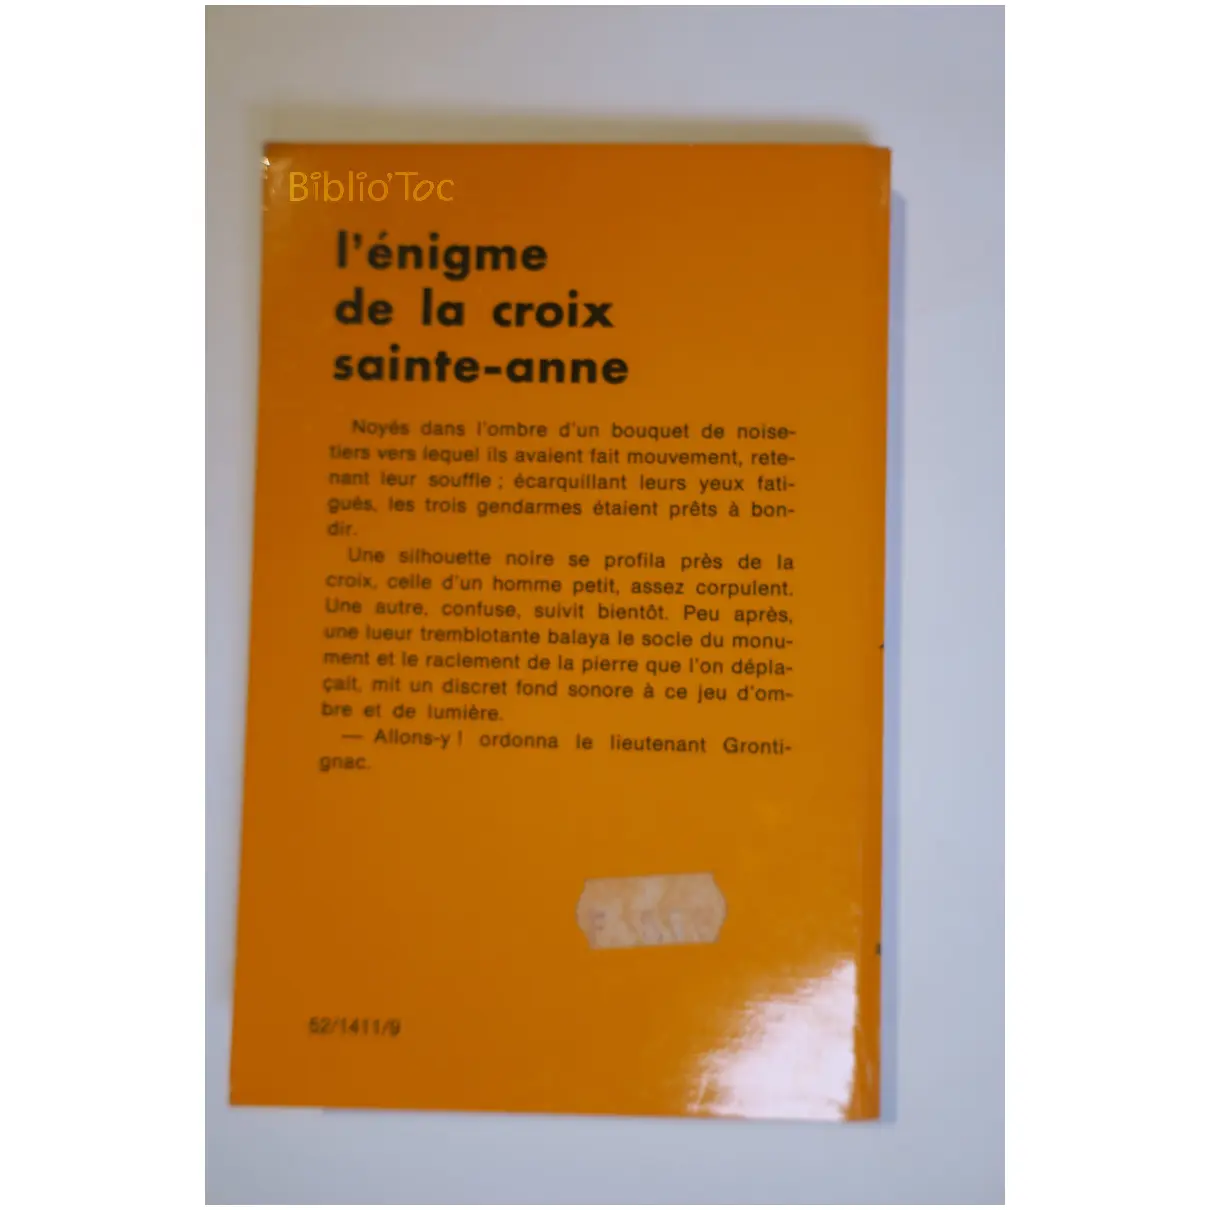 Biblio'Toc
l'énigme
de la croix
sainte-anne
Noyés dans l'ombre d'un bouquet de noise-
tiers vers lequel ils avaient fait mouvement, rete-
nant leur souffle ; écarquillant leurs yeux fati-
gués, les trois gendarmes étaient prêts à bon-
dir.
Une silhouette noire se profila près de la
croix, celle d'un homme petit, assez corpulent.
Une autre, confuse, suivit bientôt. Peu après,
une lueur tremblotante balaya le socle du monu-
ment et le raclement de la pierre que l'on dépla-
çait, mit un discret fond sonore à ce jeu d'om-
bre et de lumière.
— Allons-y ! ordonna le lieutenant Gronti-
gnac.
52/1411/9